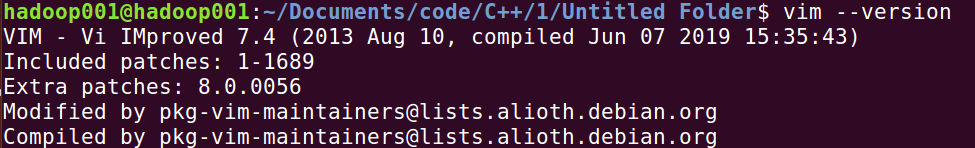 hadoop001@hadoop001:~/Documents/code/C++/1/Untitled Folder$ vim --version
VIM - Vi IMproved 7.4 (2013 Aug 10, compiled Jun 07 2019 15:35:43)
Included patches: 1-1689
Extra patches: 8.0.0056
Modified by pkg-vim-maintainers@lists.alioth.debian.org
Compiled by pkg-vim-maintainers@lists.alioth.debian.org